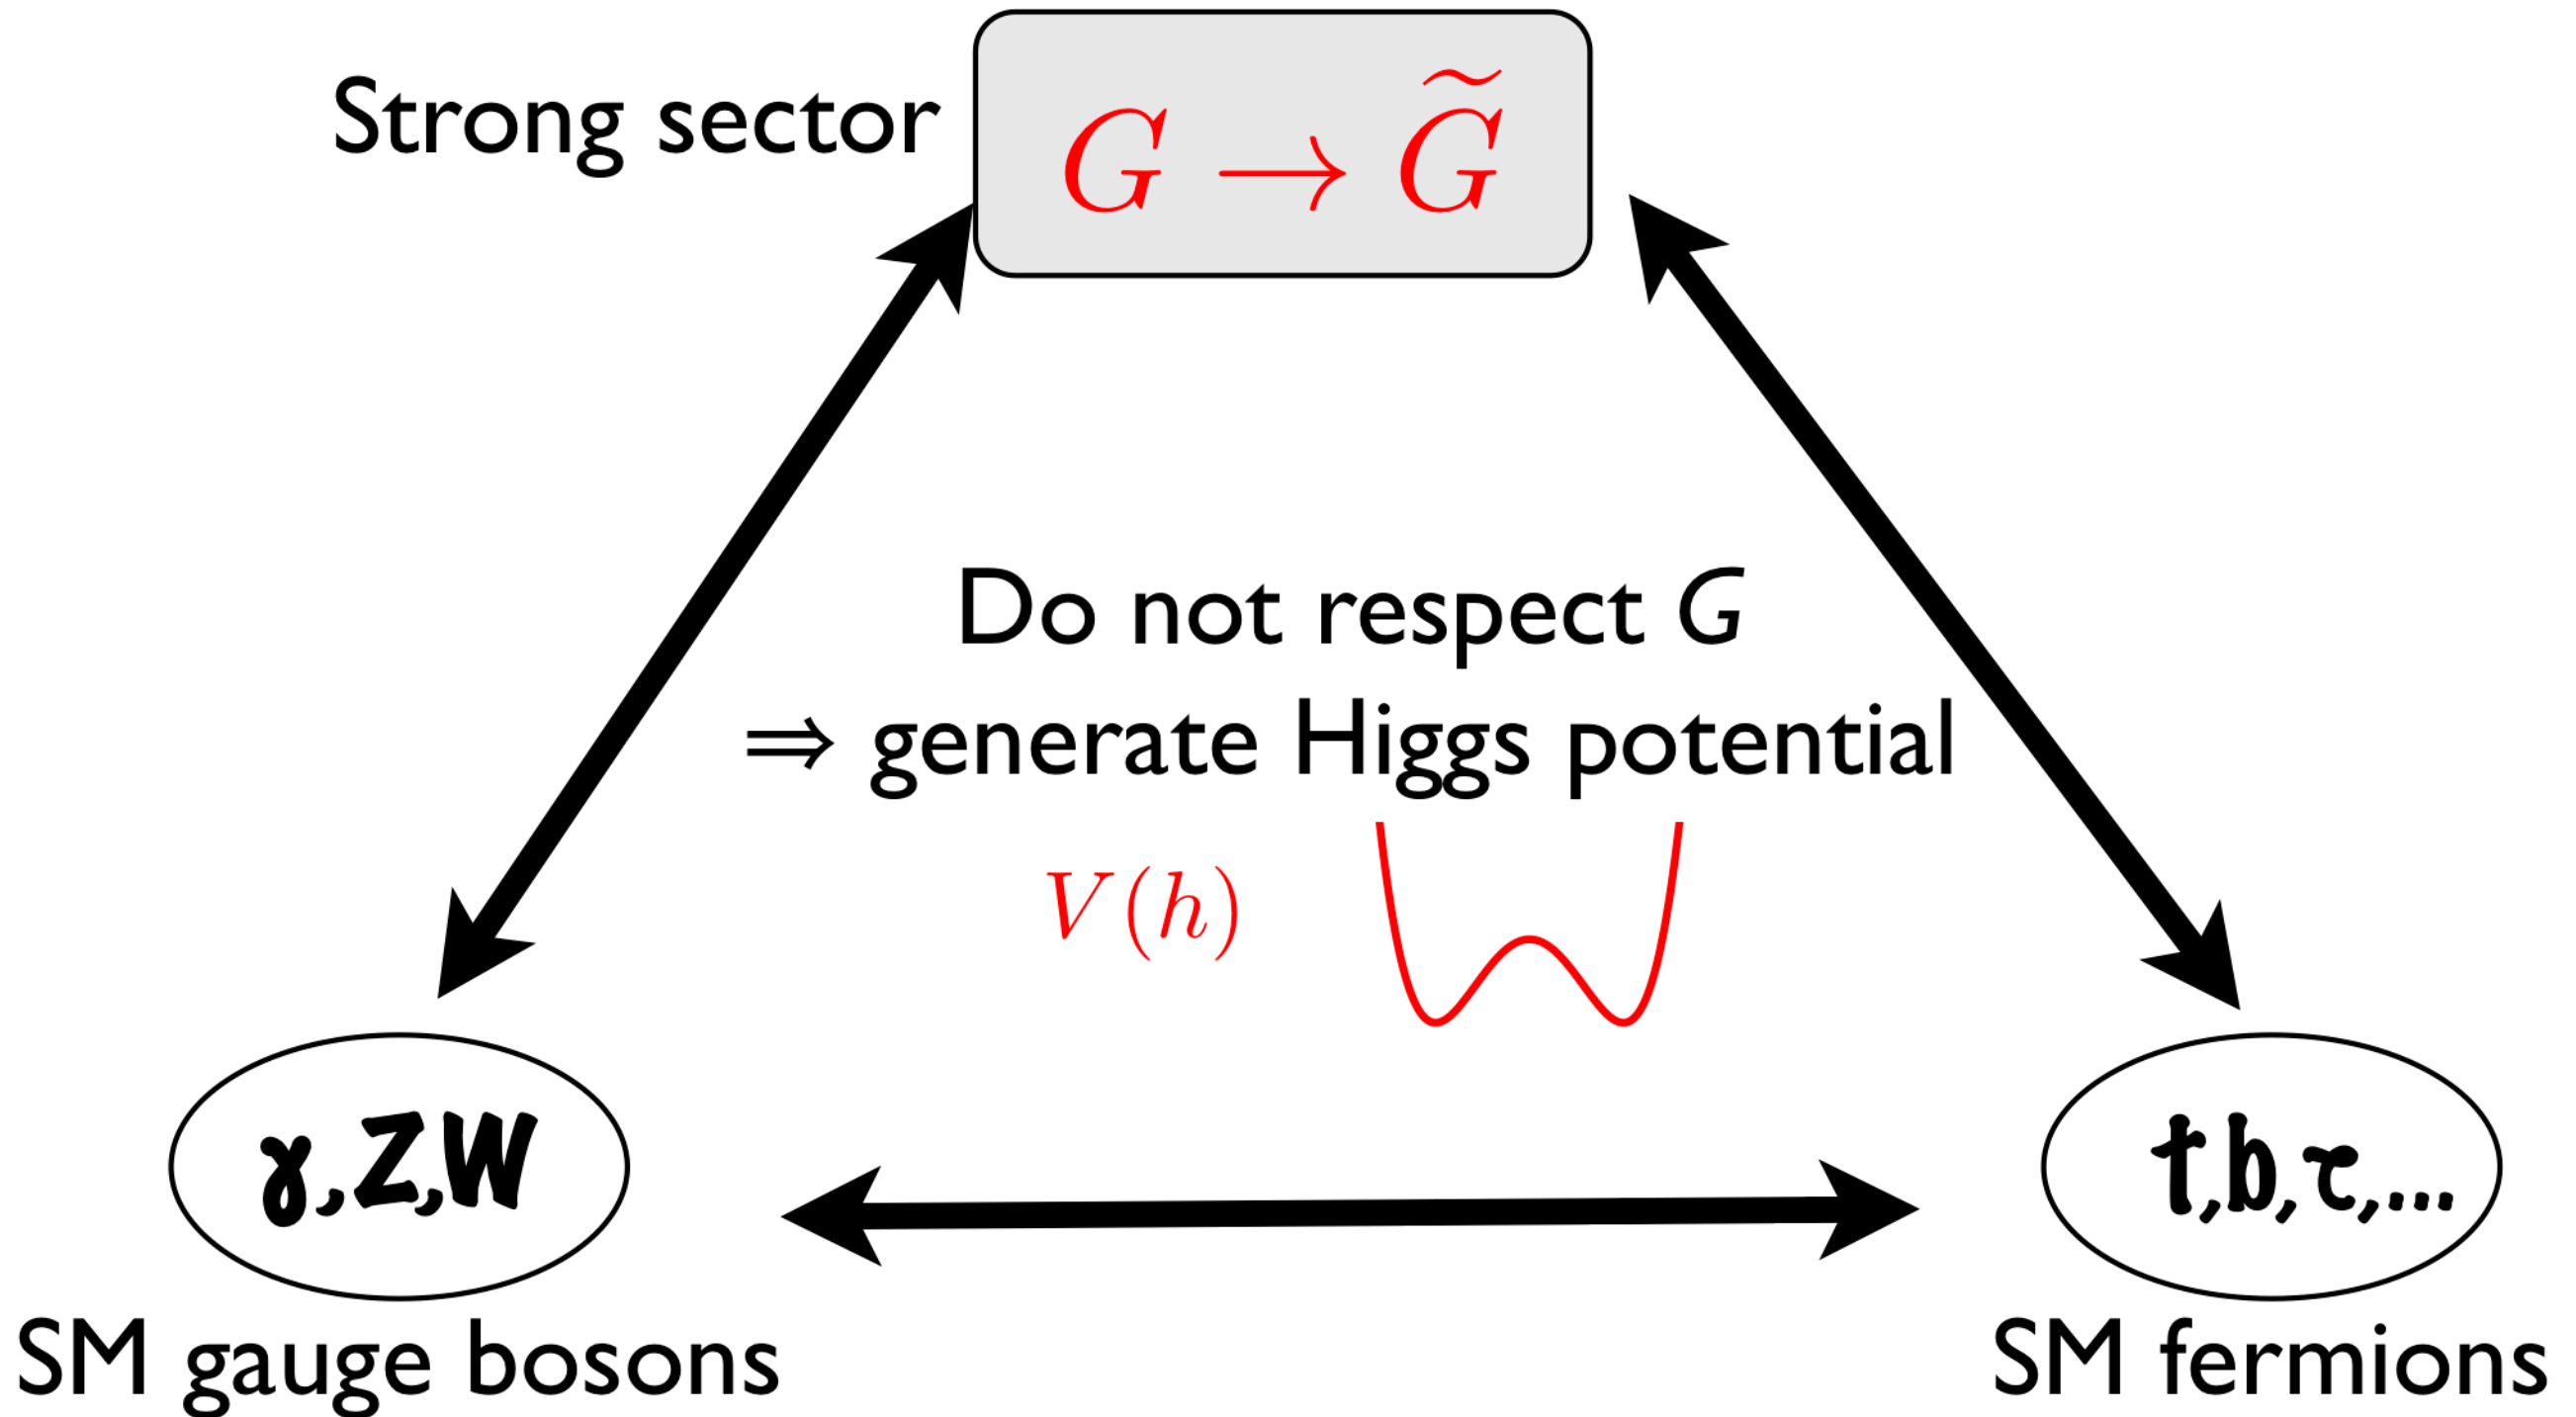 Strong sector
G → G̃
Do not respect G
⇒ generate Higgs potential
V(h)
γ,Z,W
t,b,τ,...
SM gauge bosons
SM fermions